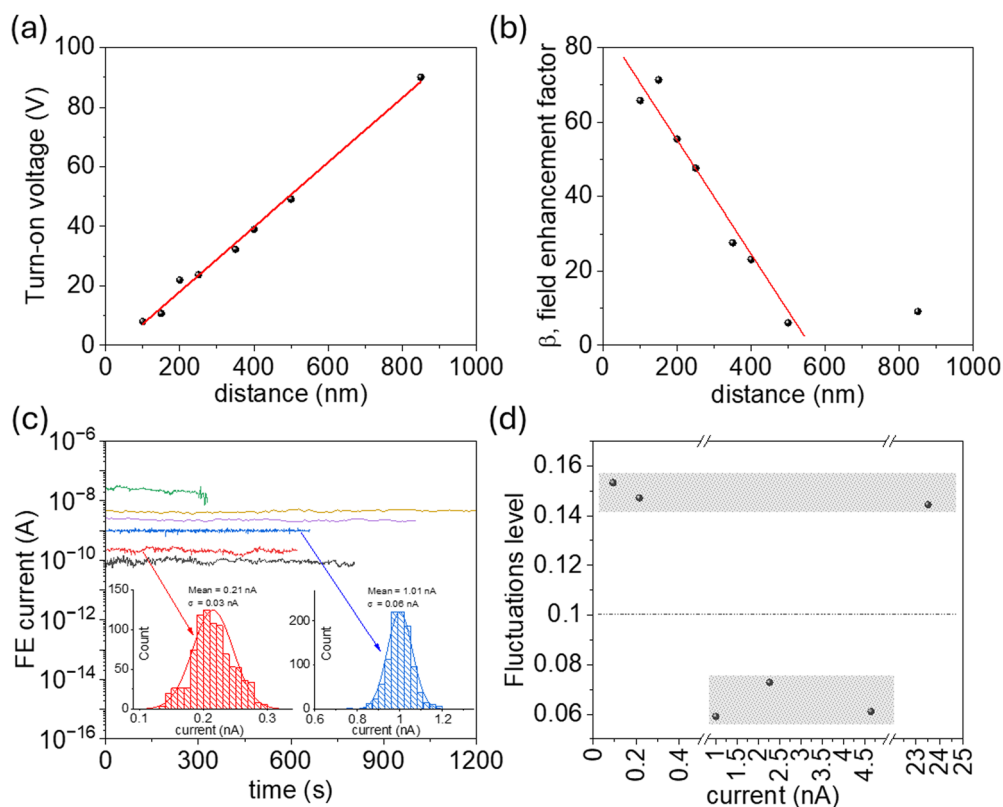 (a)
100
80
60
40
20
0
Turn-on voltage (V)
0 200 400 600 800 1000
distance (nm)
(b)
80
60
40
20
0
β, field enhancement factor
0 200 400 600 800 1000
distance (nm)
(c)
10⁻⁶
10⁻⁸
10⁻¹⁰
10⁻¹²
10⁻¹⁴
10⁻¹⁶
FE current (A)
0 300 600 900 1200
time (s)
Mean = 0.21 nA
σ = 0.03 nA
150
100
50
0
Count
0.1 0.2 0.3
current (nA)
Mean = 1.01 nA
σ = 0.06 nA
200
100
0
Count
0.6 0.8 1 1.2
current (nA)
(d)
0.16
0.14
0.12
0.1
0.08
0.06
Fluctuations level
0 0.2 0.4 1 1.5 2 2.5 3 3.5 4 4.5 23 24 25
current (nA)